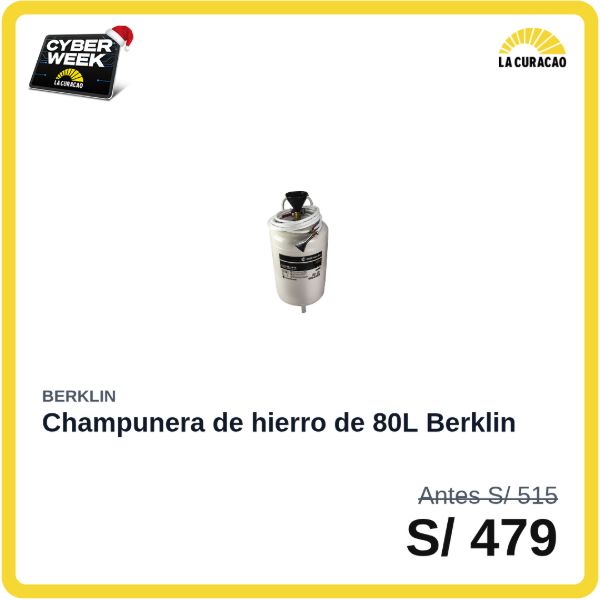 CYBER
WEEK
LA CURACAO
LA CURACAO
BERKLIN
Champunera de hierro de 80L Berklin
Antes S/ 515
S/ 479